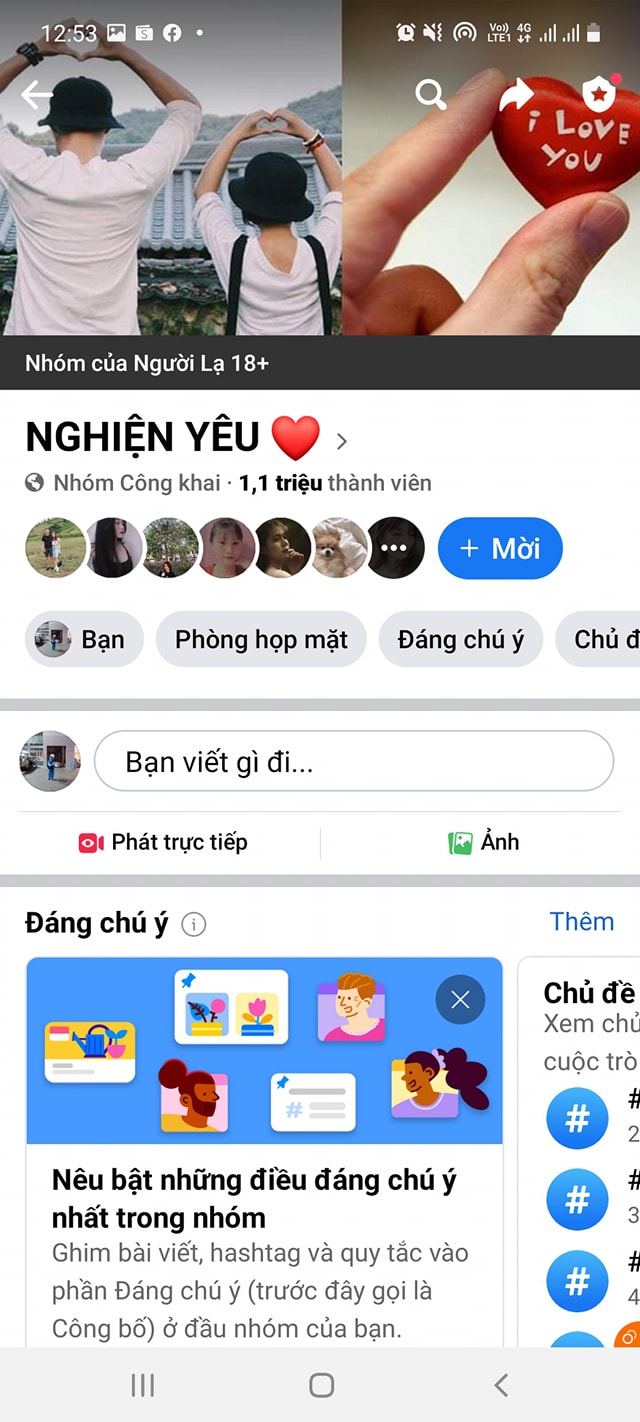 12:53
Vo)) 4G
LTE1
i LOVE
YOU
Nhóm của Người Lạ 18+
NGHIỆN YÊU
Nhóm Công khai · 1,1 triệu thành viên
+ Mời
Bạn
Phòng họp mặt
Đáng chú ý
Chủ đ
Bạn viết gì đi...
Phát trực tiếp
Ảnh
Đáng chú ý
Thêm
Nêu bật những điều đáng chú ý
nhất trong nhóm
Ghim bài viết, hashtag và quy tắc vào
phần Đáng chú ý (trước đây gọi là
Công bố) ở đầu nhóm của bạn.
Chủ đề
Xem chủ
cuộc trò
#
#
2
#
#
3
#
#
4